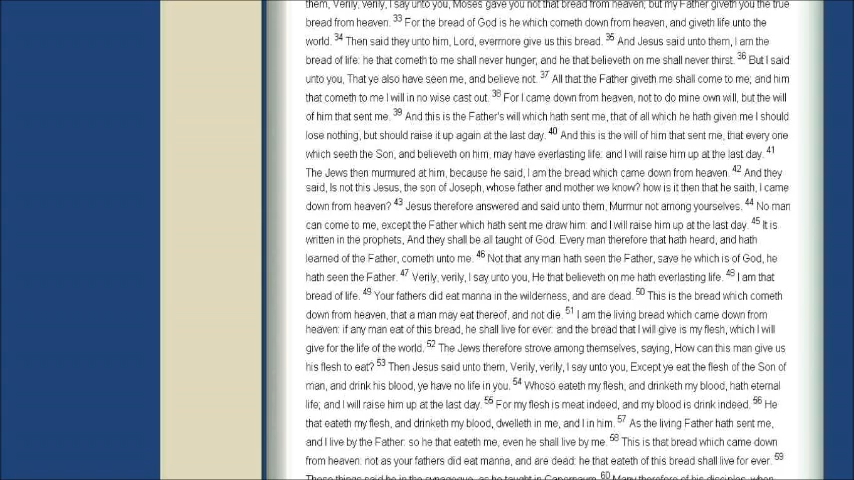 them, Verily, verily, I say unto you, Moses gave you not that bread from heaven; but my Father giveth you the true
bread from heaven. 33 For the bread of God is he which cometh down from heaven, and giveth life unto the
world. 34 Then said they unto him, Lord, evermore give us this bread. 35 And Jesus said unto them, I am the
bread of life: he that cometh to me shall never hunger; and he that believeth on me shall never thirst. 36 But I said
unto you, That ye also have seen me, and believe not. 37 All that the Father giveth me shall come to me; and him
that cometh to me I will in no wise cast out. 38 For I came down from heaven, not to do mine own will, but the will
of him that sent me. 39 And this is the Father's will which hath sent me, that of all which he hath given me I should
lose nothing, but should raise it up again at the last day. 40 And this is the will of him that sent me, that every one
which seeth the Son, and believeth on him, may have everlasting life: and I will raise him up at the last day. 41
The Jews then murmured at him, because he said, I am the bread which came down from heaven. 42 And they
said, Is not this Jesus, the son of Joseph, whose father and mother we know? how is it then that he saith, I came
down from heaven? 43 Jesus therefore answered and said unto them, Murmur not among yourselves. 44 No man
can come to me, except the Father which hath sent me draw him: and I will raise him up at the last day. 45 It is
written in the prophets, And they shall be all taught of God. Every man therefore that hath heard, and hath
learned of the Father, cometh unto me. 46 Not that any man hath seen the Father, save he which is of God, he
hath seen the Father. 47 Verily, verily, I say unto you, He that believeth on me hath everlasting life. 48 I am that
bread of life. 49 Your fathers did eat manna in the wilderness, and are dead. 50 This is the bread which cometh
down from heaven, that a man may eat thereof, and not die. 51 I am the living bread which came down from
heaven: if any man eat of this bread, he shall live for ever: and the bread that I will give is my flesh, which I will
give for the life of the world. 52 The Jews therefore strove among themselves, saying, How can this man give us
his flesh to eat? 53 Then Jesus said unto them, Verily, verily, I say unto you, Except ye eat the flesh of the Son of
man, and drink his blood, ye have no life in you. 54 Whoso eateth my flesh, and drinketh my blood, hath eternal
life; and I will raise him up at the last day. 55 For my flesh is meat indeed, and my blood is drink indeed. 56 He
that eateth my flesh, and drinketh my blood, dwelleth in me, and I in him. 57 As the living Father hath sent me,
and I live by the Father: so he that eateth me, even he shall live by me. 58 This is that bread which came down
from heaven: not as your fathers did eat manna, and are dead: he that eateth of this bread shall live for ever. 59
These things said he in the synagogue, as he taught in Capernaum. 60 Many therefore of his disciples, when